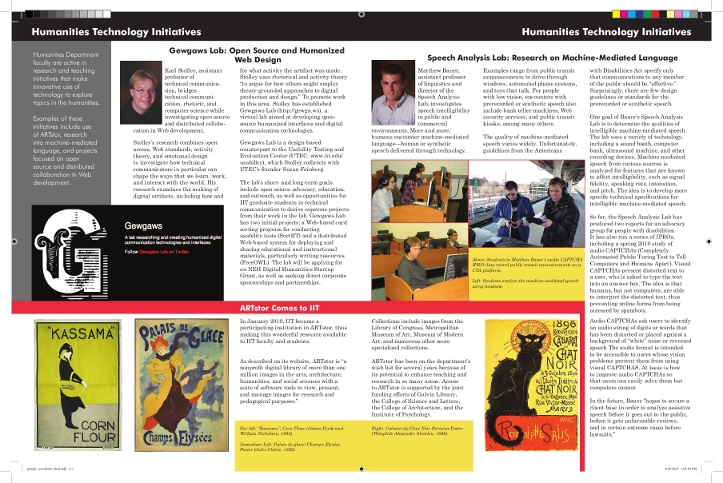 Humanities Technology Initiatives
Humanities Technology Initiatives
Humanities Department
faculty are active in
research and teaching
initiatives that make
innovative use of
technology to explore
topics in the humanities.
Examples of these
initiatives include use
of ARTstor, research
into machine-mediated
language, and projects
focused on open
source and distributed
collaboration in Web
development.
Gewgaws Lab: Open Source and Humanized
Web Design
Karl Stolley, assistant
professor of
technical communica-
tion, bridges
technical communi-
cation, rhetoric, and
computer science while
investigating open source
and distributed collabo-
ration in Web development.
Stolley's research combines open
access, Web standards, activity
theory, and emotional design
to investigate how technical
communicators in particular can
shape the ways that we learn, work,
and interact with the world. His
research examines the making of
digital artifacts, including how and
for what activity the artifact was made.
Stolley uses rhetorical and activity theory
"to argue for how others might employ
theory-grounded approaches to digital
production and design." To promote work
in this area, Stolley has established
Gewgaws Lab (http://gewga.ws), a
virtual lab aimed at developing open-
source humanized interfaces and digital
communication technologies.
Gewgaws Lab is a design-based
counterpart to the Usability Testing and
Evaluation Center (UTEC; www.iit.edu/
usability), which Stolley codirects with
UTEC's founder Susan Feinberg.
The lab's short- and long-term goals
include open-source advocacy, education,
and outreach, as well as opportunities for
IIT graduate students in technical
communication to derive capstone projects
from their work in the lab. Gewgaws Lab
has two initial projects: a Web-based card
sorting program for conducting
usability tests (SortIT) and a distributed
Web-based system for deploying and
sharing educational and instructional
materials, particularly writing resources
(FreeOWL). The lab will be applying for
an NEH Digital Humanities Startup
Grant, as well as seeking direct corporate
sponsorships and partnerships.
G
Gewgaws
A lab researching and creating humanized digital
communication technologies and interfaces.
Follow Gewgaws Lab on Twitter.
Speech Analysis Lab: Research on Machine-Mediated Language
Matthew Bauer,
assistant professor
of linguistics and
director of the
Speech Analysis
Lab, investigates
speech intelligibility
in public and
commercial
environments. More and more,
humans encounter machine-mediated
language—human or synthetic
speech delivered through technology.
Examples range from public transit
announcements to drive through
windows, automated phone systems,
and toys that talk. For people
with low vision, encounters with
prerecorded or synthetic speech also
include bank teller machines, Web
security services, and public transit
kiosks, among many others.
The quality of machine-mediated
speech varies widely. Unfortunately,
guidelines from the Americans
with Disabilities Act specify only
that communications to any member
of the public should be "effective."
Surprisingly, there are few design
guidelines or standards for the
prerecorded or synthetic speech.
One goal of Bauer's Speech Analysis
Lab is to determine the qualities of
intelligible machine-mediated speech.
The lab uses a variety of technology,
including a sound booth, computer
bank, ultrasound machine, and other
recording devices. Machine-mediated
speech from various sources is
analyzed for features that are known
to affect intelligibility, such as signal
fidelity, speaking rate, intonation,
and pitch. The idea is to develop more
specific technical specifications for
intelligible machine-mediated speech.
So far, the Speech Analysis Lab has
produced two reports for an advocacy
group for people with disabilities.
It has also run a series of IPROs,
including a spring 2010 study of
audio CAPTCHAs (Completely
Automated Public Turing Test to Tell
Computers and Humans Apart). Visual
CAPTCHAs present distorted text to
a user, who is asked to type the text
into an answer box. The idea is that
humans, but not computers, are able
to interpret the distorted text, thus
preventing online forms from being
accessed by spambots.
Audio CAPTCHAs ask users to identify
an audio string of digits or words that
has been distorted or placed against a
background of "white" noise or reversed
speech. The audio format is intended
to be accessible to users whose vision
problems prevent them from using
visual CAPTCHAS. At issue is how
to improve audio CAPTCHAs so
that users can easily solve them but
computers cannot.
In the future, Bauer "hopes to secure a
client base in order to analyze assistive
speech before it goes out to the public,
before it gets unfavorable reviews,
and in certain extreme cases before
lawsuits."
Above: Students in Matthew Bauer's audio CAPTCHA
IPRO class record public transit announcements on a
CTA platform.
Left: Students analyze the machine-mediated speech
using headsets.
ARTstor Comes to IIT
In January 2010, IIT became a
participating institution in ARTstor, thus
making this wonderful resource available
to IIT faculty and students.
As described on its website, ARTstor is "a
nonprofit digital library of more than one
million images in the arts, architecture,
humanities, and social sciences with a
suite of software tools to view, present,
and manage images for research and
pedagogical purposes."
Collections include images from the
Library of Congress, Metropolitan
Museum of Art, Museum of Modern
Art, and numerous other more
specialized collections.
ARTstor has been on the department's
wish list for several years because of
its potential to enhance teaching and
research in so many areas. Access
to ARTstor is supported by the joint
funding efforts of Galvin Library,
the College of Science and Letters,
the College of Architecture, and the
Institute of Psychology.
"KASSAMA"
CORN
FLOUR
PALAIS DE GLACE
Champs Elysées
1896
CABARET
DU
CHAT
NOIR
PARIS
RODOLPHE SALIS